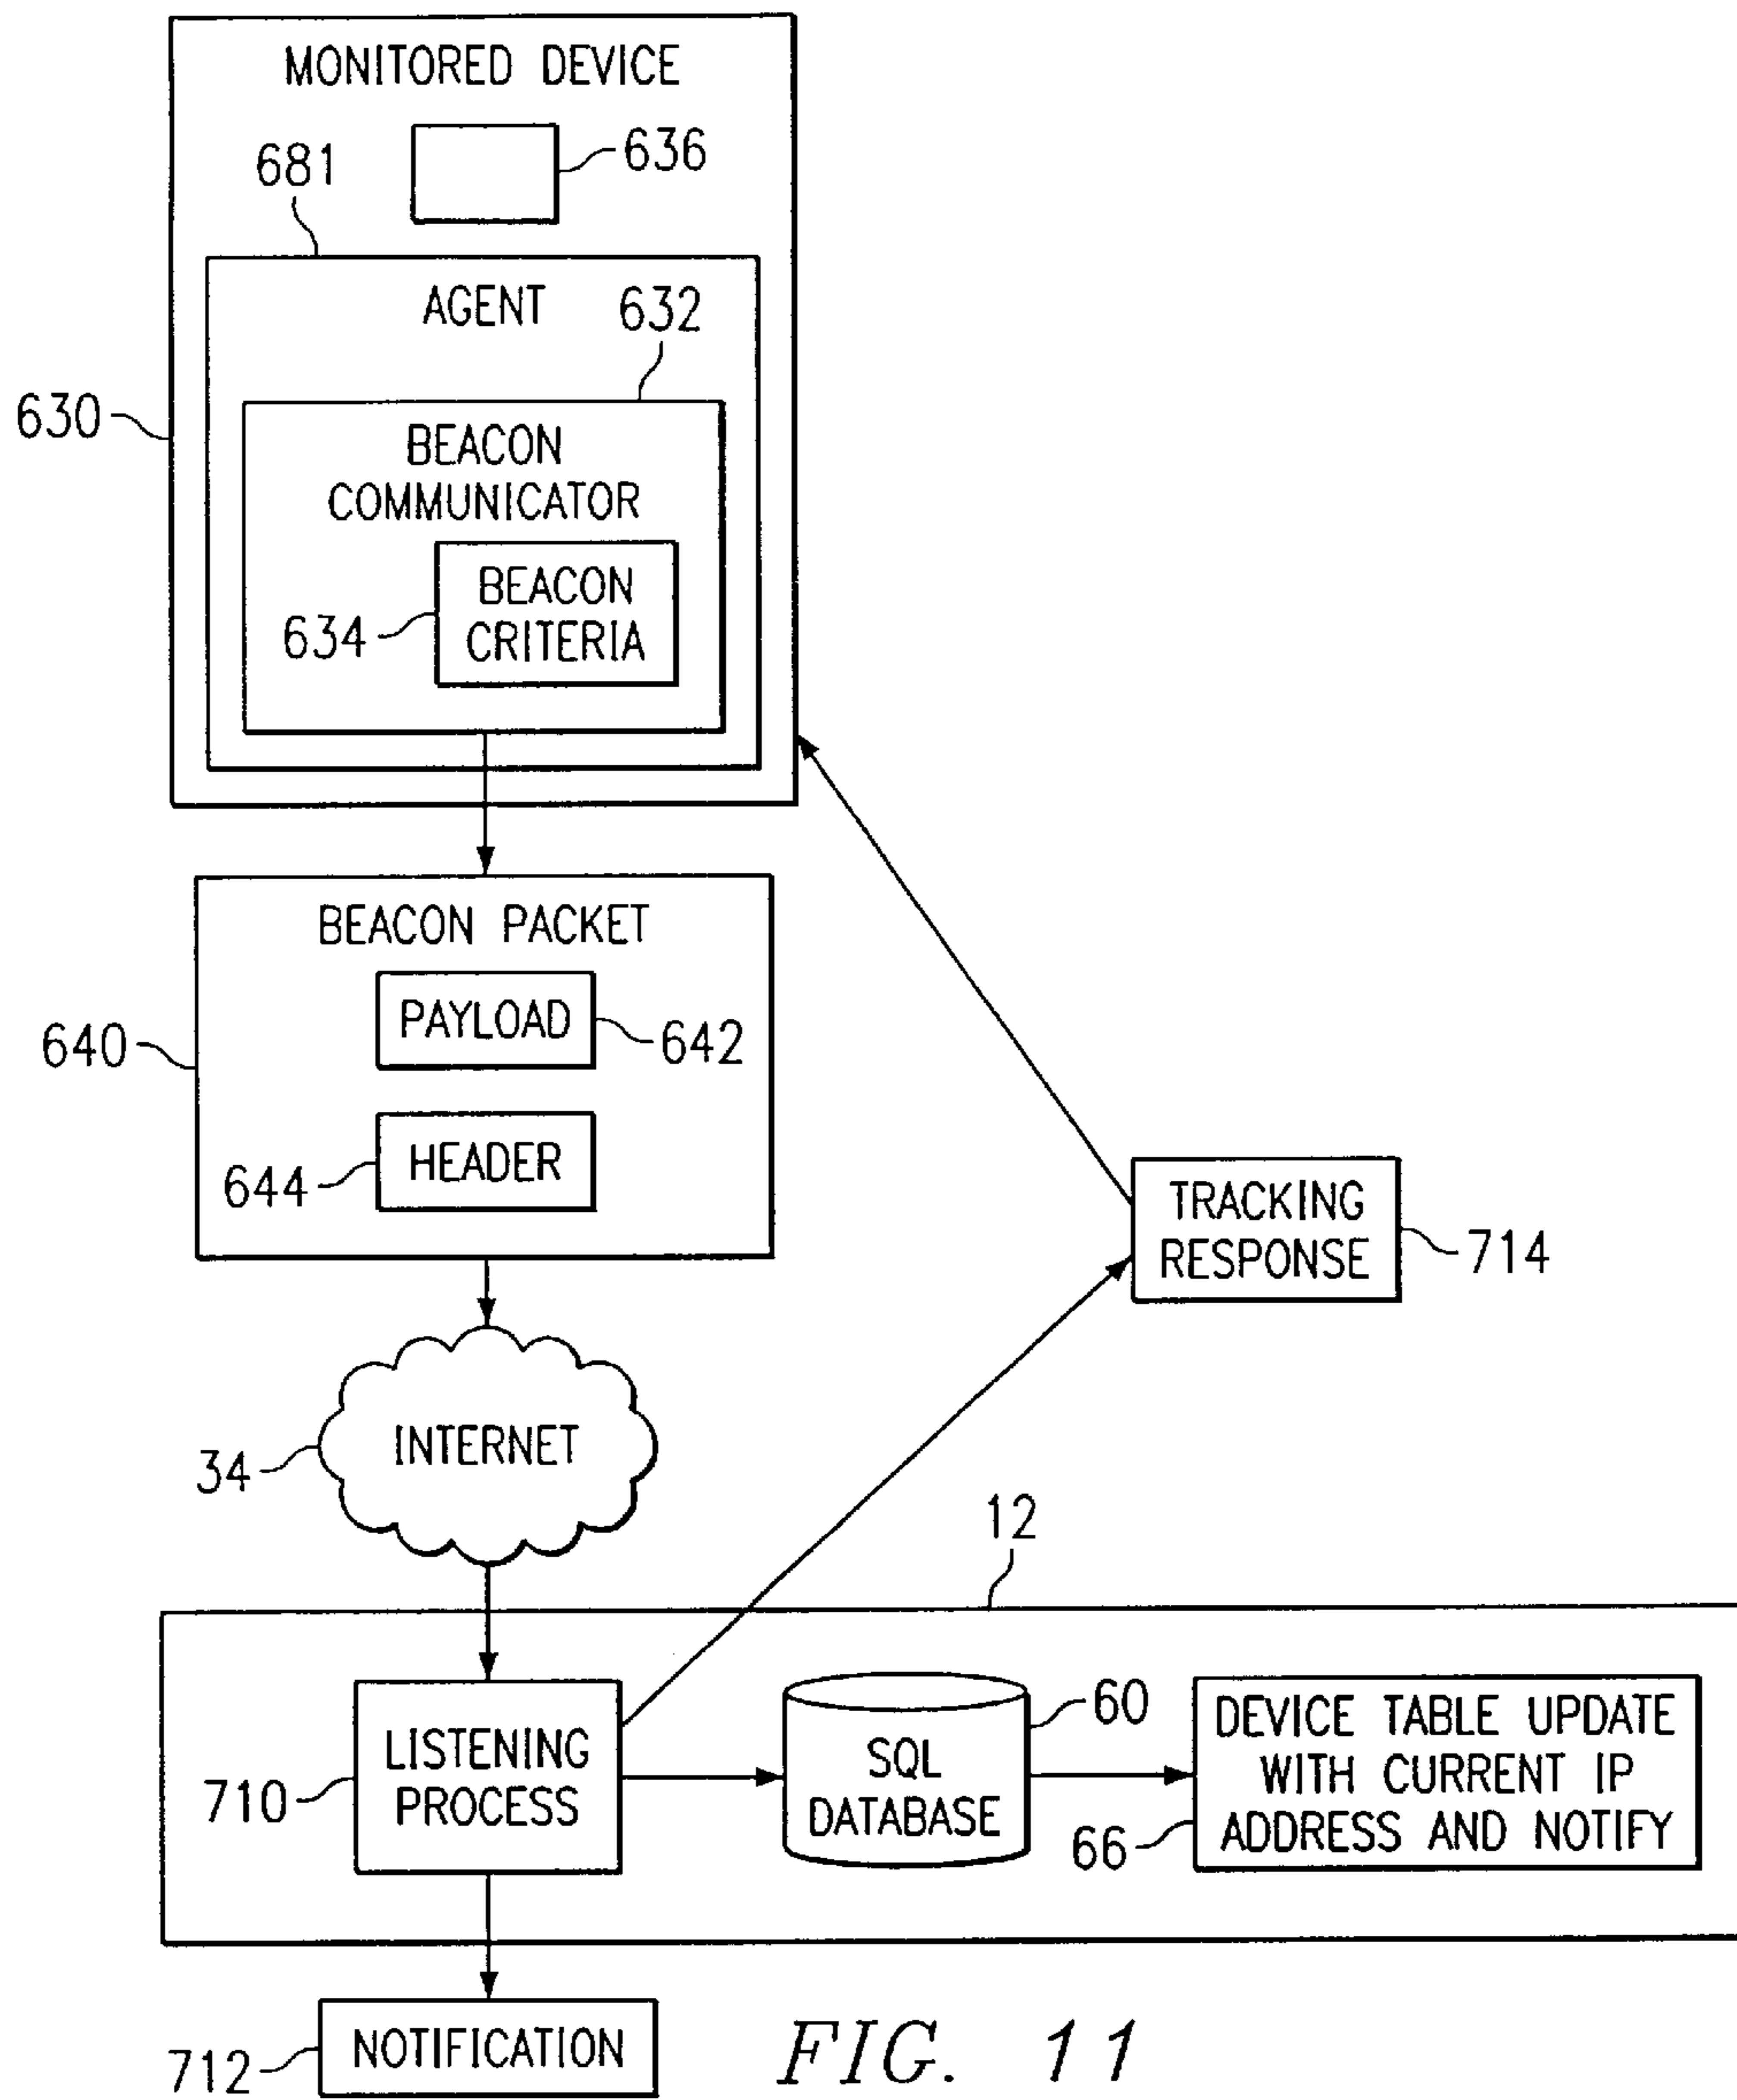 MONITORED DEVICE
636
681
AGENT
632
630
BEACON
COMMUNICATOR
BEACON
CRITERIA
634
BEACON PACKET
PAYLOAD
642
640
HEADER
644
TRACKING
RESPONSE
714
INTERNET
34
12
LISTENING
PROCESS
710
60
SQL
DATABASE
DEVICE TABLE UPDATE
WITH CURRENT IP
ADDRESS AND NOTIFY
66
NOTIFICATION
712
FIG. 11